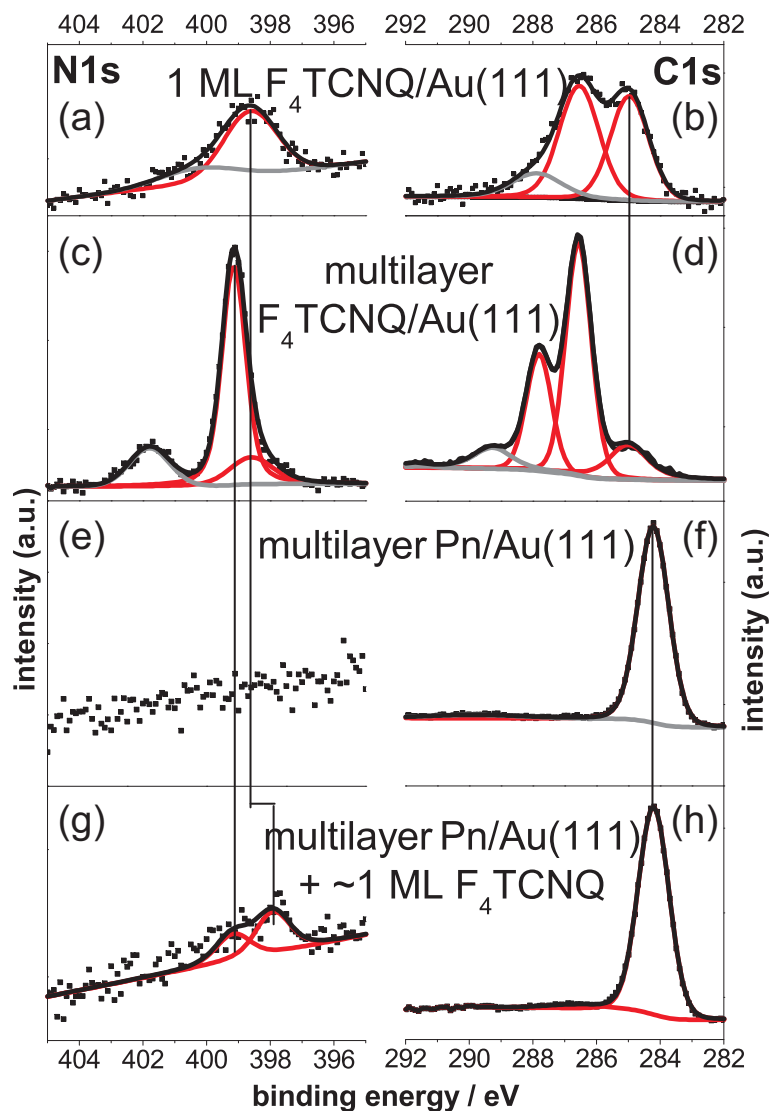 404 402 400 398 396 292 290 288 286 284 282
N1s C1s
1 ML F₄TCNQ/Au(111)
(a) (b)
(c) (d)
multilayer
F₄TCNQ/Au(111)
(e) multilayer Pn/Au(111) (f)
intensity (a.u.) intensity (a.u.)
(g) multilayer Pn/Au(111) (h)
+ ~1 ML F₄TCNQ
404 402 400 398 396 292 290 288 286 284 282
binding energy / eV